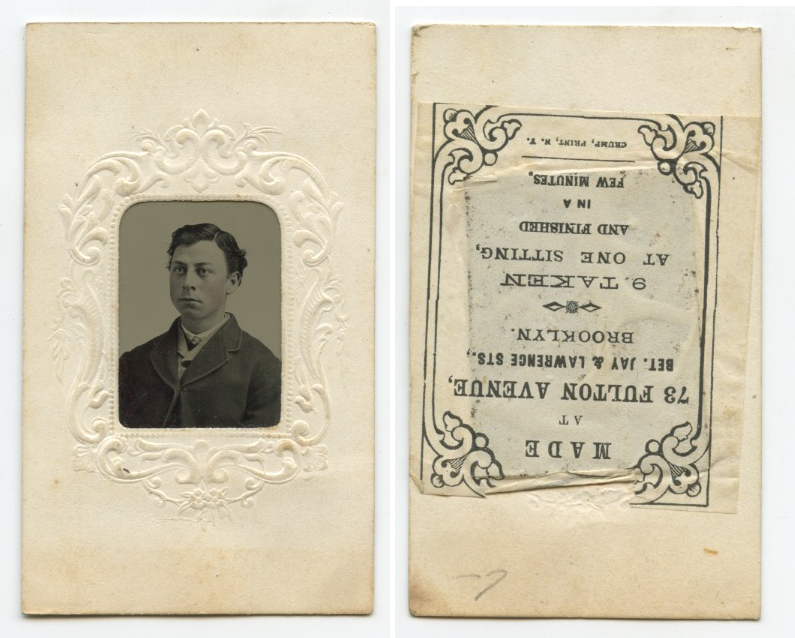 MADE
AT
73 FULTON AVENUE,
BET. JAY & LAWRENCE STS.,
BROOKLYN.
9 TAKEN
AT ONE SITTING,
AND FINISHED
IN A
FEW MINUTES,
CRUMP, PRINT, N. Y.